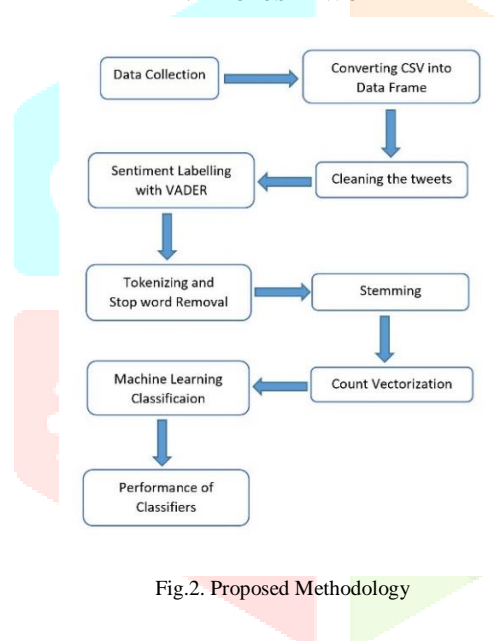 Data Collection
Converting CSV into
Data Frame
Cleaning the tweets
Sentiment Labelling
with VADER
Tokenizing and
Stop word Removal
Stemming
Count Vectorization
Machine Learning
Classificaion
Performance of
Classifiers
Fig.2. Proposed Methodology